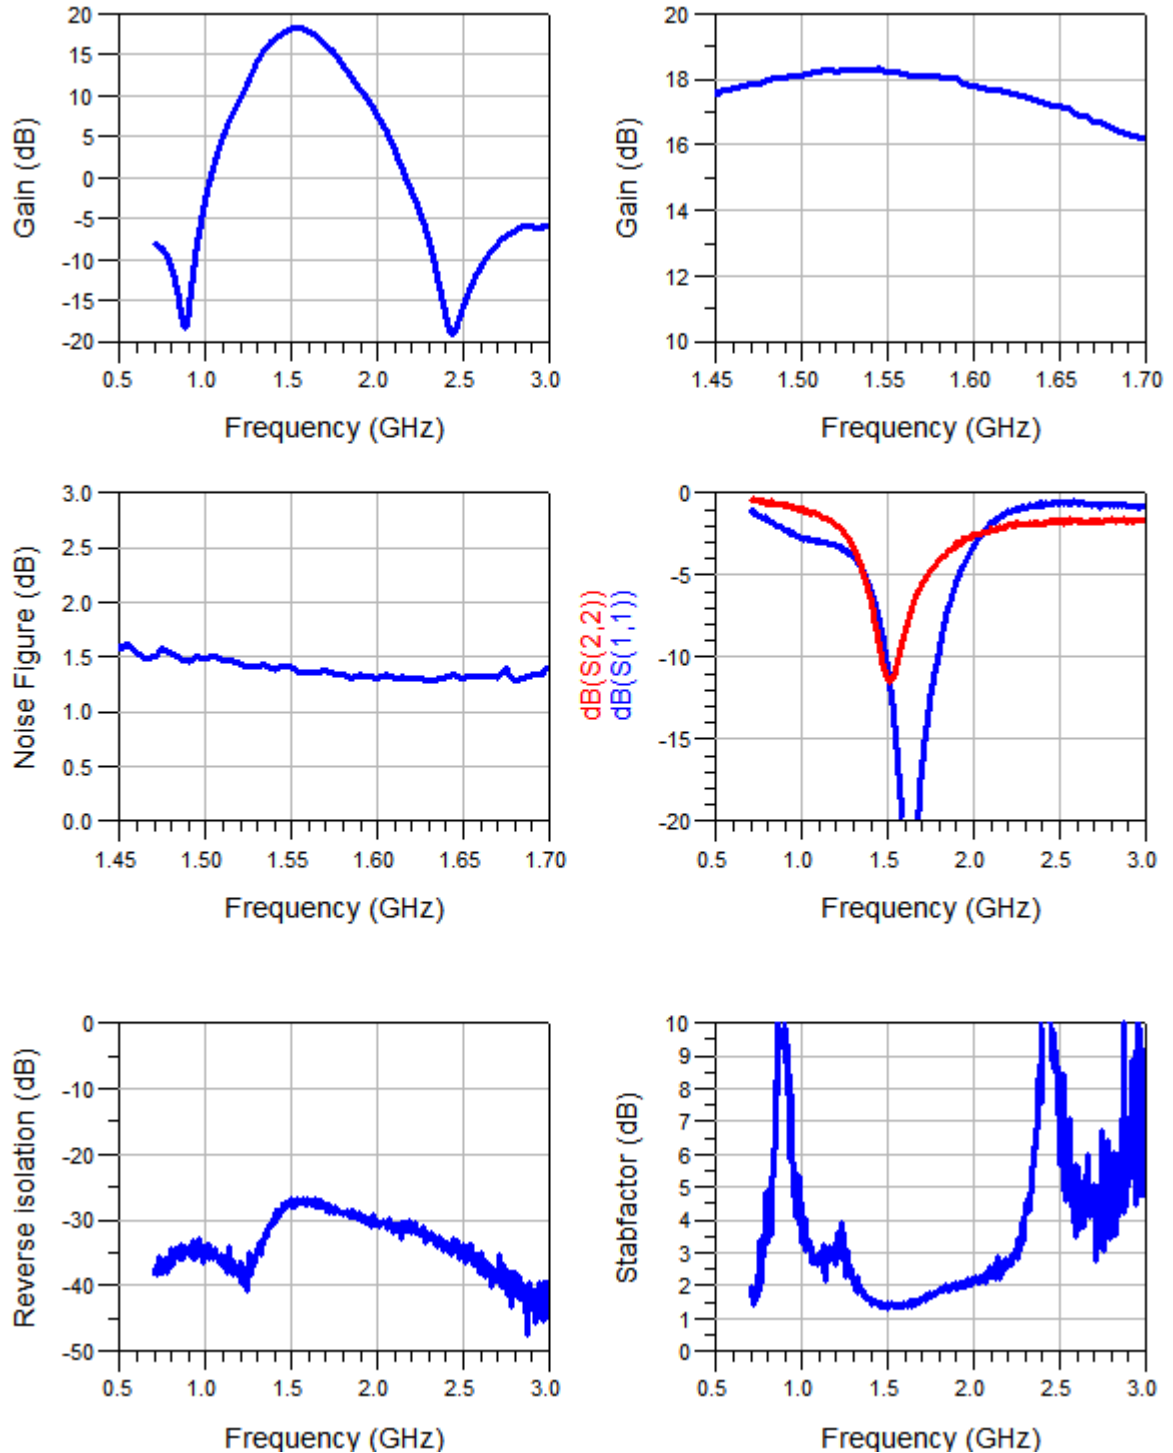 20
15
10
5
0
-5
-10
-15
-20
0.5 1.0 1.5 2.0 2.5 3.0
Gain (dB)
Frequency (GHz)
20
18
16
14
12
10
1.45 1.50 1.55 1.60 1.65 1.70
Gain (dB)
Frequency (GHz)
3.0
2.5
2.0
1.5
1.0
0.5
0.0
1.45 1.50 1.55 1.60 1.65 1.70
Noise Figure (dB)
Frequency (GHz)
0
-5
-10
-15
-20
0.5 1.0 1.5 2.0 2.5 3.0
dB(S(2,2))
dB(S(1,1))
Frequency (GHz)
0
-10
-20
-30
-40
-50
0.5 1.0 1.5 2.0 2.5 3.0
Reverse isolation (dB)
Frequency (GHz)
10
9
8
7
6
5
4
3
2
1
0
0.5 1.0 1.5 2.0 2.5 3.0
Stabfactor (dB)
Frequency (GHz)